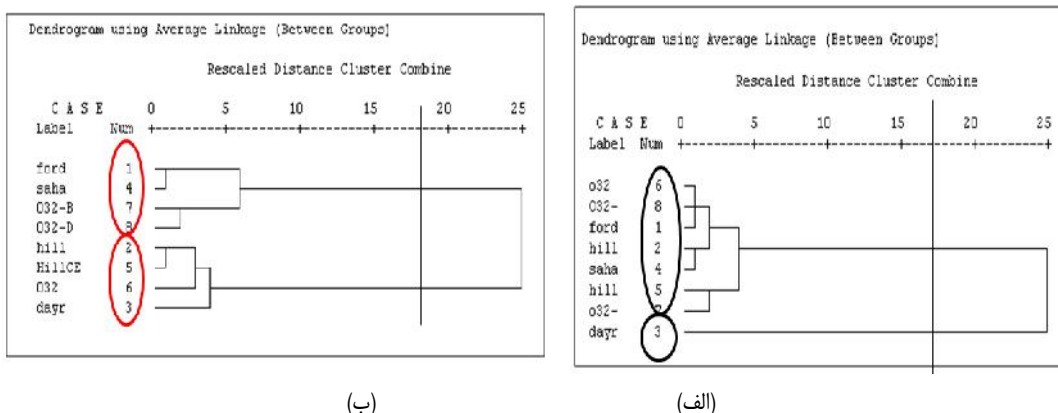 Dendrogram using Average Linkage (Between Groups)
Rescaled Distance Cluster Combine
C A S E 0 5 10 15 20 25
Label Num +---------+---------+---------+---------+---------+
ford 1
saha 4
O32-B 7
O32-D 8
hill 2
HillCE 5
O32 6
dayr 3
(ب)
Dendrogram using Average Linkage (Between Groups)
Rescaled Distance Cluster Combine
C A S E 0 5 10 15 20 25
Label Num +---------+---------+---------+---------+---------+
o32 6
O32- 8
ford 1
hill 2
saha 4
hill 5
o32-
dayr 3
(الف)